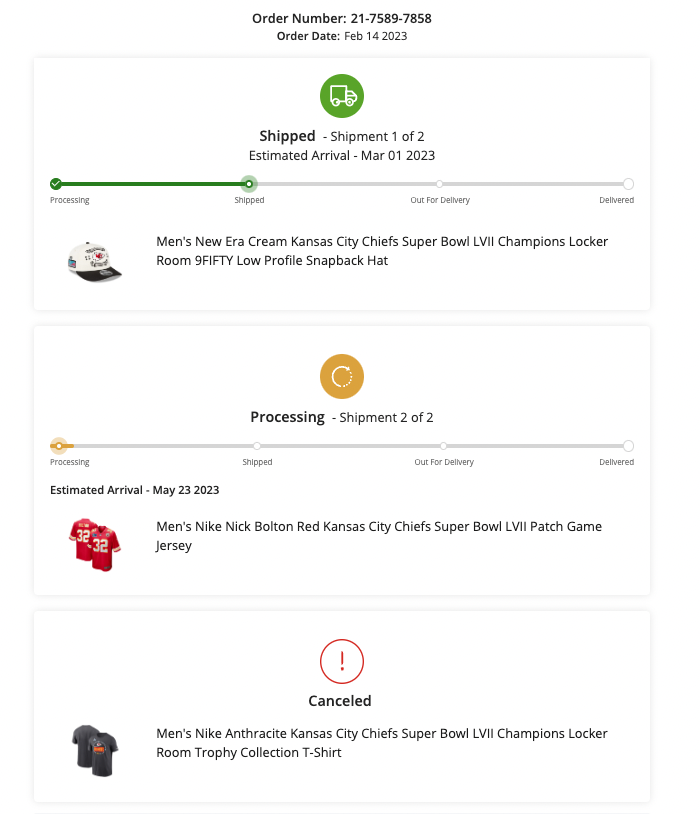 Order Number: 21-7589-7858
Order Date: Feb 14 2023
Shipped - Shipment 1 of 2
Estimated Arrival - Mar 01 2023
Processing Shipped Out For Delivery Delivered
Men's New Era Cream Kansas City Chiefs Super Bowl LVII Champions Locker
Room 9FIFTY Low Profile Snapback Hat
Processing - Shipment 2 of 2
Processing Shipped Out For Delivery Delivered
Estimated Arrival - May 23 2023
32
32
Men's Nike Nick Bolton Red Kansas City Chiefs Super Bowl LVII Patch Game
Jersey
Canceled
Men's Nike Anthracite Kansas City Chiefs Super Bowl LVII Champions Locker
Room Trophy Collection T-Shirt